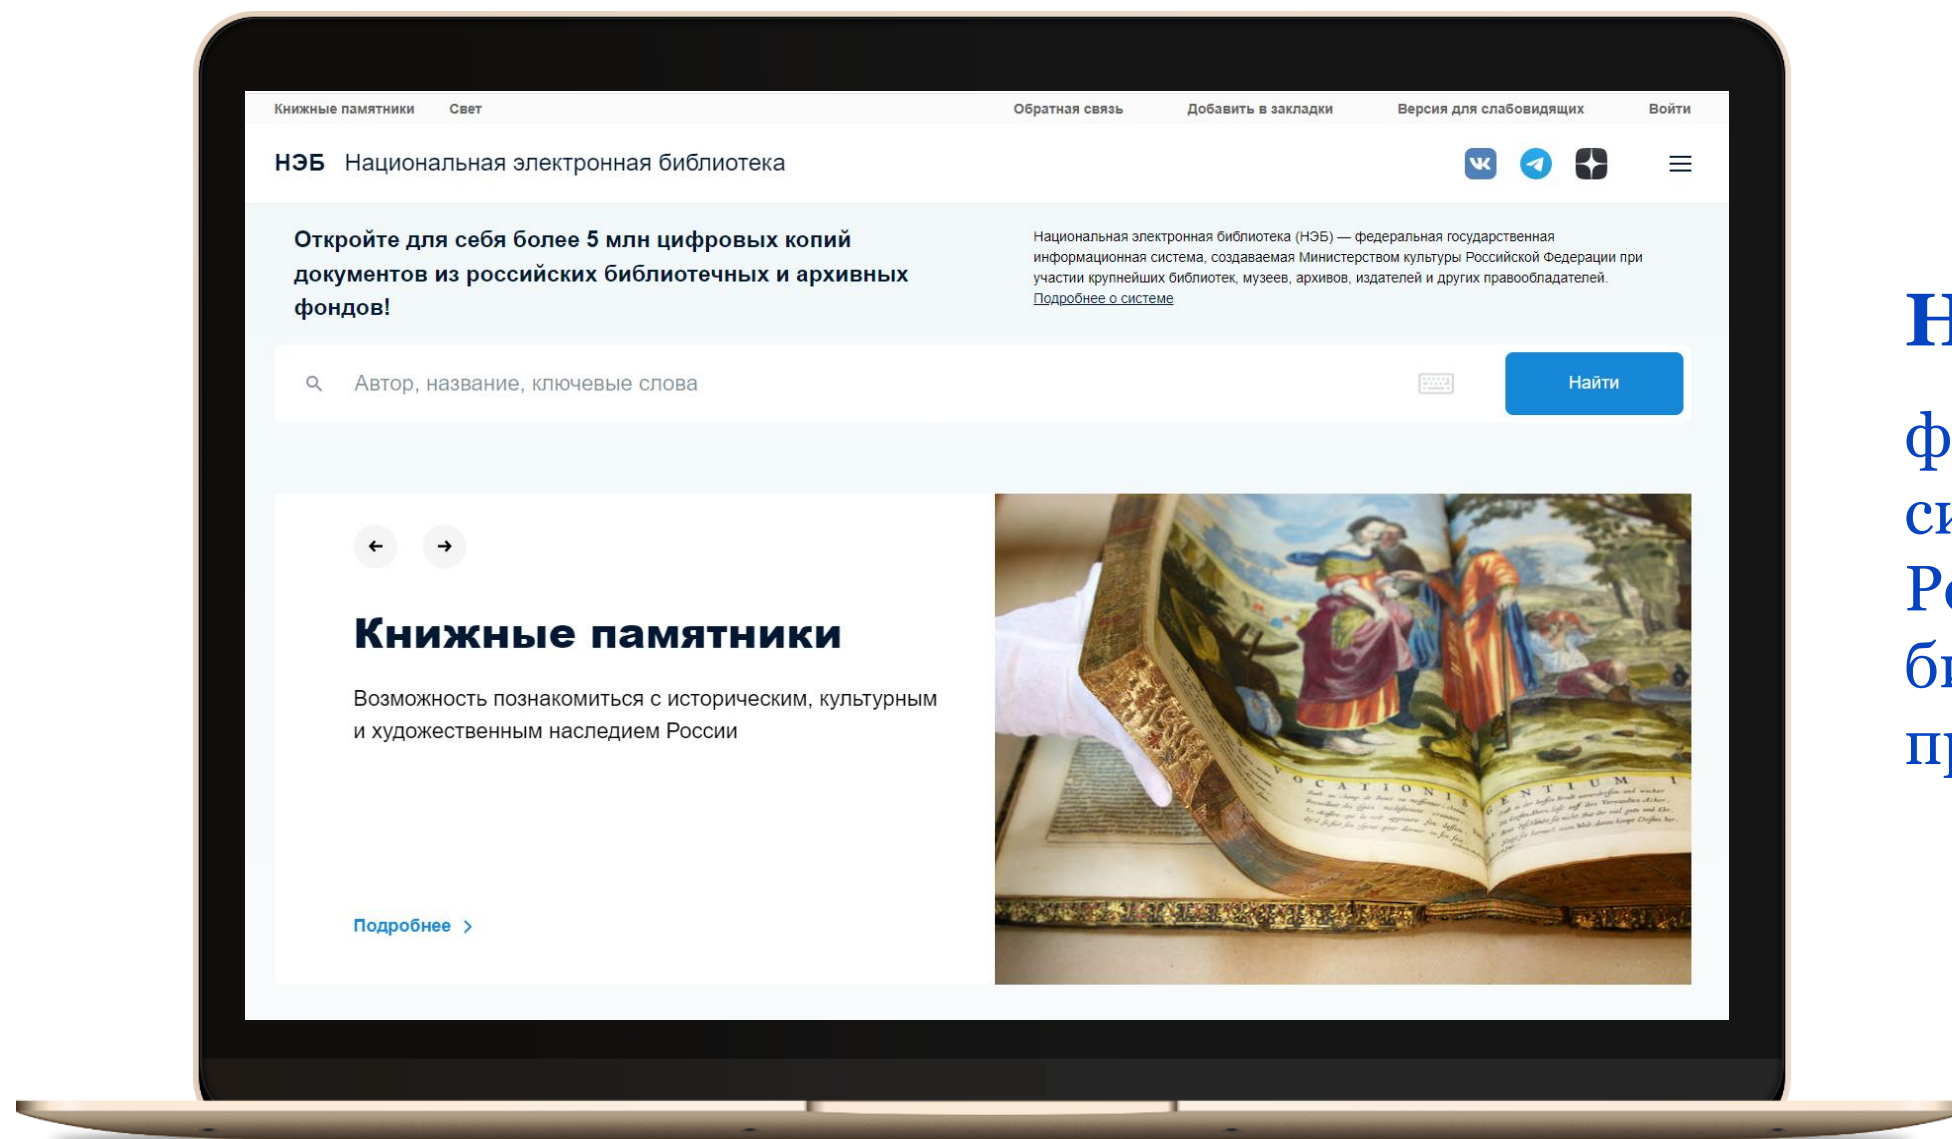 Книжные памятники Свет Обратная связь Добавить в закладки Версия для слабовидящих Войти
НЭБ Национальная электронная библиотека
Откройте для себя более 5 млн цифровых копий
документов из российских библиотечных и архивных
фондов!
Национальная электронная библиотека (НЭБ) — федеральная государственная
информационная система, создаваемая Министерством культуры Российской Федерации при
участии крупнейших библиотек, музеев, архивов, издателей и других правообладателей.
Подробнее о системе
Автор, название, ключевые слова
Найти
Книжные памятники
Возможность познакомиться с историческим, культурным
и художественным наследием России
Подробнее
VOCATIONIS GENTIUM